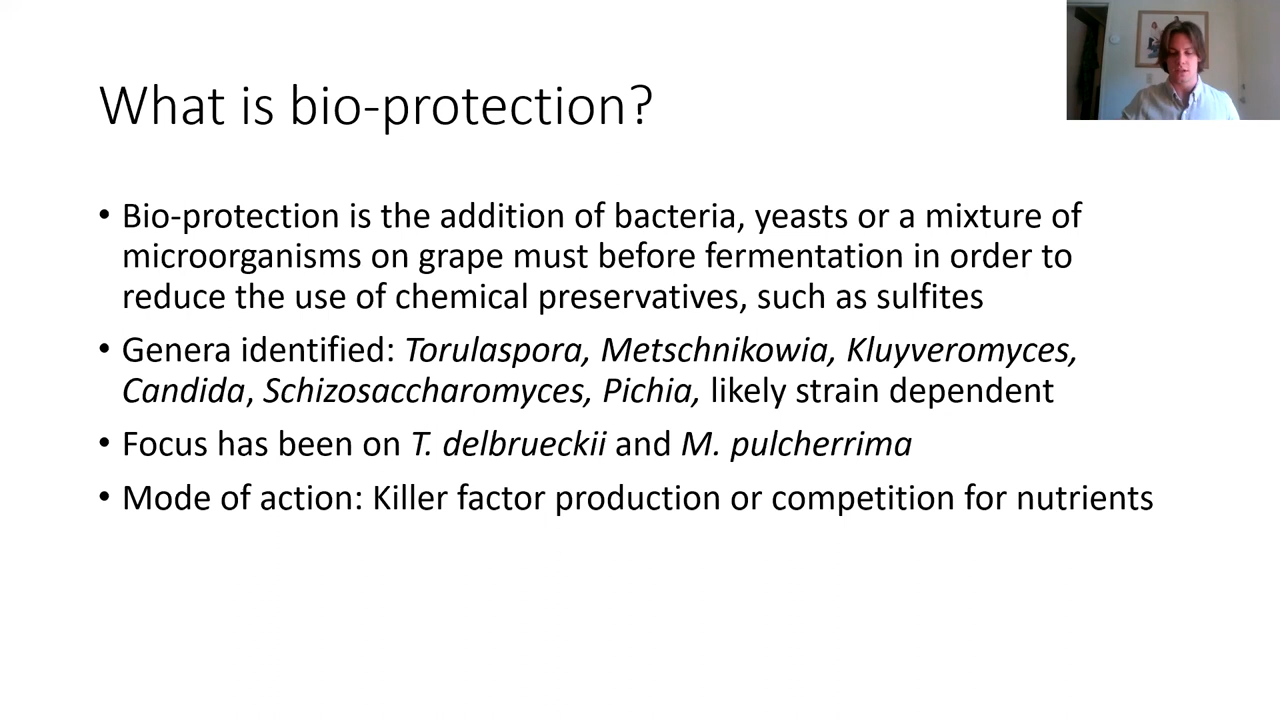 What is bio-protection?
• Bio-protection is the addition of bacteria, yeasts or a mixture of
microorganisms on grape must before fermentation in order to
reduce the use of chemical preservatives, such as sulfites
• Genera identified: Torulaspora, Metschnikowia, Kluyveromyces,
Candida, Schizosaccharomyces, Pichia, likely strain dependent
• Focus has been on T. delbrueckii and M. pulcherrima
• Mode of action: Killer factor production or competition for nutrients